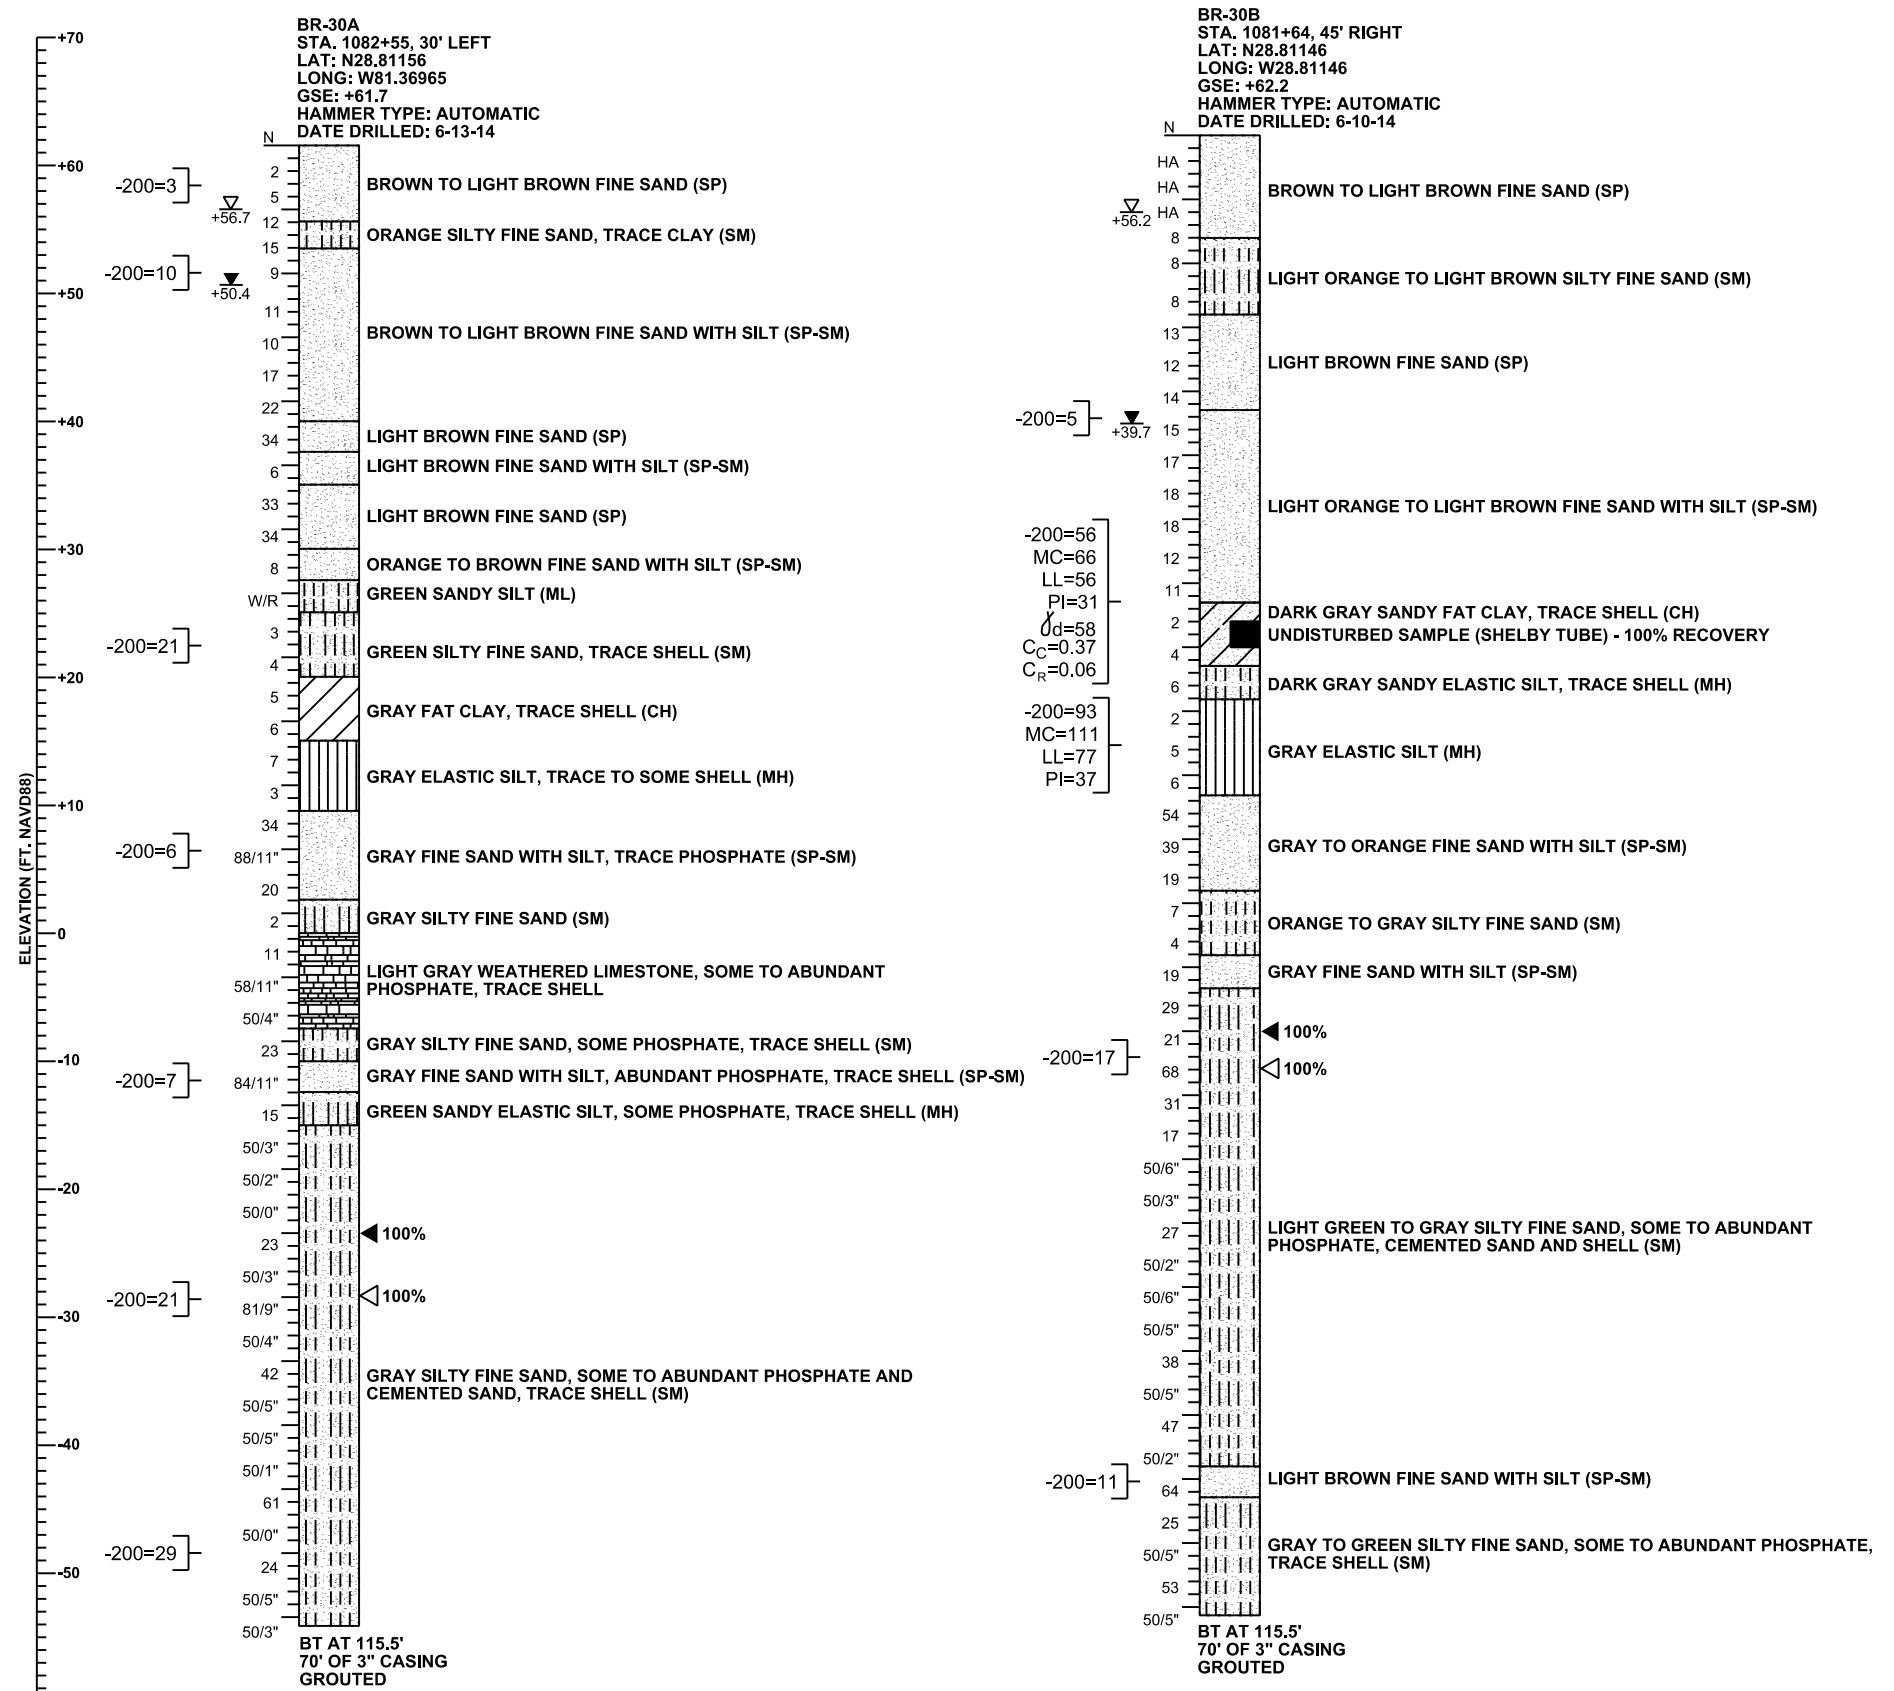 BR-30A
STA. 1082+55, 30' LEFT
LAT: N28.81156
LONG: W81.36965
GSE: +61.7
HAMMER TYPE: AUTOMATIC
DATE DRILLED: 6-13-14
ELEVATION (FT. NAVD88)
+70
+60
+50
+40
+30
+20
+10
0
-10
-20
-30
-40
-50
-200=3
-200=10
-200=21
-200=6
-200=7
-200=21
-200=29
+56.7
+50.4
N
2
5
12
15
9
11
10
17
22
34
6
33
34
8
W/R
3
4
5
6
7
3
34
88/11"
20
2
11
58/11"
50/4"
23
84/11"
15
50/3"
50/2"
50/0"
23
50/3"
81/9"
50/4"
42
50/5"
50/5"
50/1"
61
50/0"
24
50/5"
50/3"
BROWN TO LIGHT BROWN FINE SAND (SP)
ORANGE SILTY FINE SAND, TRACE CLAY (SM)
BROWN TO LIGHT BROWN FINE SAND WITH SILT (SP-SM)
LIGHT BROWN FINE SAND (SP)
LIGHT BROWN FINE SAND WITH SILT (SP-SM)
LIGHT BROWN FINE SAND (SP)
ORANGE TO BROWN FINE SAND WITH SILT (SP-SM)
GREEN SANDY SILT (ML)
GREEN SILTY FINE SAND, TRACE SHELL (SM)
GRAY FAT CLAY, TRACE SHELL (CH)
GRAY ELASTIC SILT, TRACE TO SOME SHELL (MH)
GRAY FINE SAND WITH SILT, TRACE PHOSPHATE (SP-SM)
GRAY SILTY FINE SAND (SM)
LIGHT GRAY WEATHERED LIMESTONE, SOME TO ABUNDANT
PHOSPHATE, TRACE SHELL
GRAY SILTY FINE SAND, SOME PHOSPHATE, TRACE SHELL (SM)
GRAY FINE SAND WITH SILT, ABUNDANT PHOSPHATE, TRACE SHELL (SP-SM)
GREEN SANDY ELASTIC SILT, SOME PHOSPHATE, TRACE SHELL (MH)
100%
100%
GRAY SILTY FINE SAND, SOME TO ABUNDANT PHOSPHATE AND
CEMENTED SAND, TRACE SHELL (SM)
BT AT 115.5'
70' OF 3" CASING
GROUTED
BR-30B
STA. 1081+64, 45' RIGHT
LAT: N28.81146
LONG: W28.81146
GSE: +62.2
HAMMER TYPE: AUTOMATIC
DATE DRILLED: 6-10-14
+56.2
-200=5
+39.7
-200=56
MC=66
LL=56
PI=31
γd=58
CC=0.37
CR=0.06
-200=93
MC=111
LL=77
PI=37
-200=17
-200=11
N
HA
HA
HA
8
8
8
13
12
14
15
17
18
18
12
11
2
4
6
2
5
6
54
39
19
7
4
19
29
21
68
31
17
50/6"
50/3"
27
50/2"
50/6"
50/5"
38
50/5"
47
50/2"
64
25
50/5"
53
50/5"
BROWN TO LIGHT BROWN FINE SAND (SP)
LIGHT ORANGE TO LIGHT BROWN SILTY FINE SAND (SM)
LIGHT BROWN FINE SAND (SP)
LIGHT ORANGE TO LIGHT BROWN FINE SAND WITH SILT (SP-SM)
DARK GRAY SANDY FAT CLAY, TRACE SHELL (CH)
UNDISTURBED SAMPLE (SHELBY TUBE) - 100% RECOVERY
DARK GRAY SANDY ELASTIC SILT, TRACE SHELL (MH)
GRAY ELASTIC SILT (MH)
GRAY TO ORANGE FINE SAND WITH SILT (SP-SM)
ORANGE TO GRAY SILTY FINE SAND (SM)
GRAY FINE SAND WITH SILT (SP-SM)
100%
100%
LIGHT GREEN TO GRAY SILTY FINE SAND, SOME TO ABUNDANT
PHOSPHATE, CEMENTED SAND AND SHELL (SM)
LIGHT BROWN FINE SAND WITH SILT (SP-SM)
GRAY TO GREEN SILTY FINE SAND, SOME TO ABUNDANT PHOSPHATE,
TRACE SHELL (SM)
BT AT 115.5'
70' OF 3" CASING
GROUTED